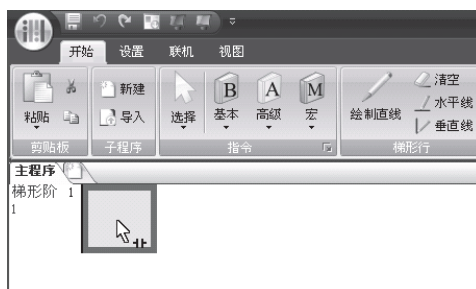 开始 设置 联机 视图
粘贴 新建 导入 选择 B 基本 A 高级 M 宏 绘制直线 清空 水平线 垂直线
剪贴板 子程序 指令 梯形行
主程序
梯形阶 1
1